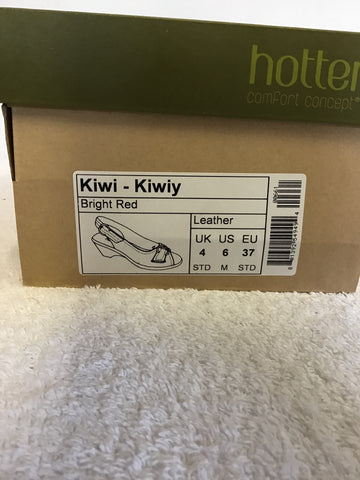 hotter
comfort concept®
Kiwi - Kiwiy
Bright Red
Leather
UK US EU
4 6 37
STD M STD